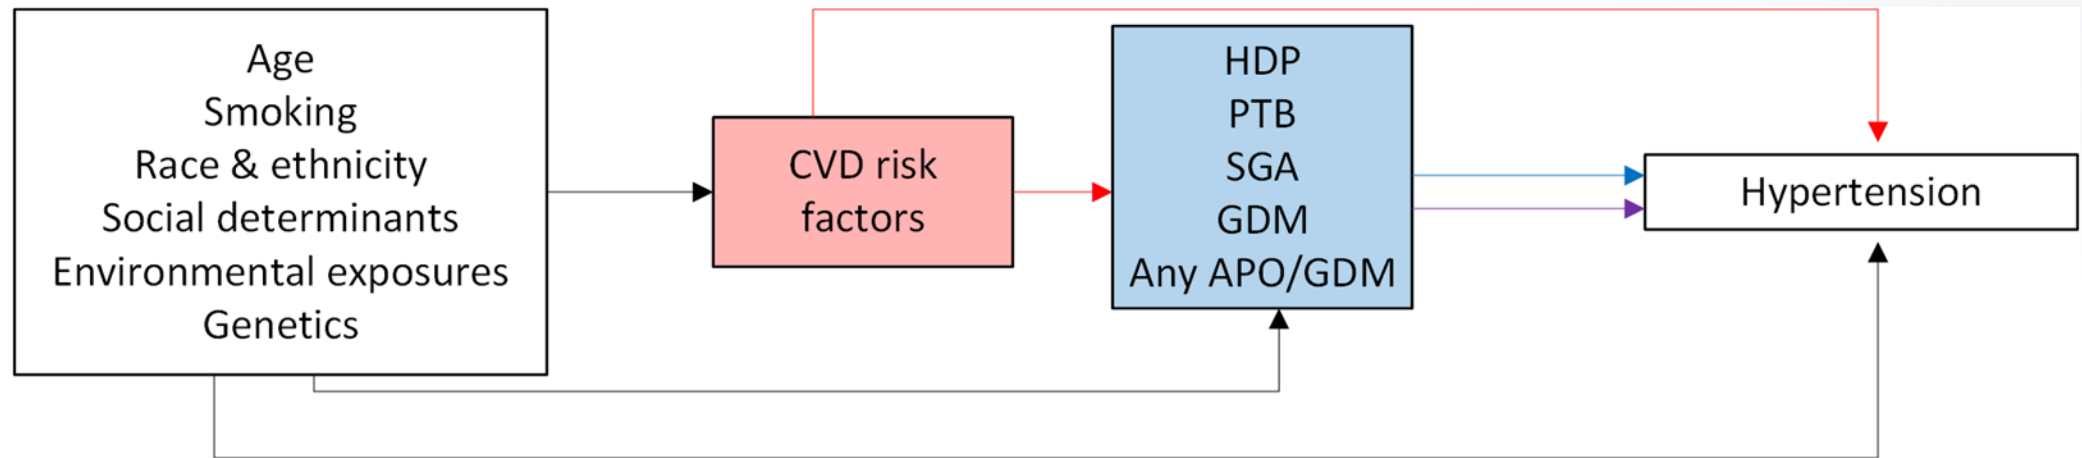 Age
Smoking
Race & ethnicity
Social determinants
Environmental exposures
Genetics
CVD risk
factors
HDP
PTB
SGA
GDM
Any APO/GDM
Hypertension